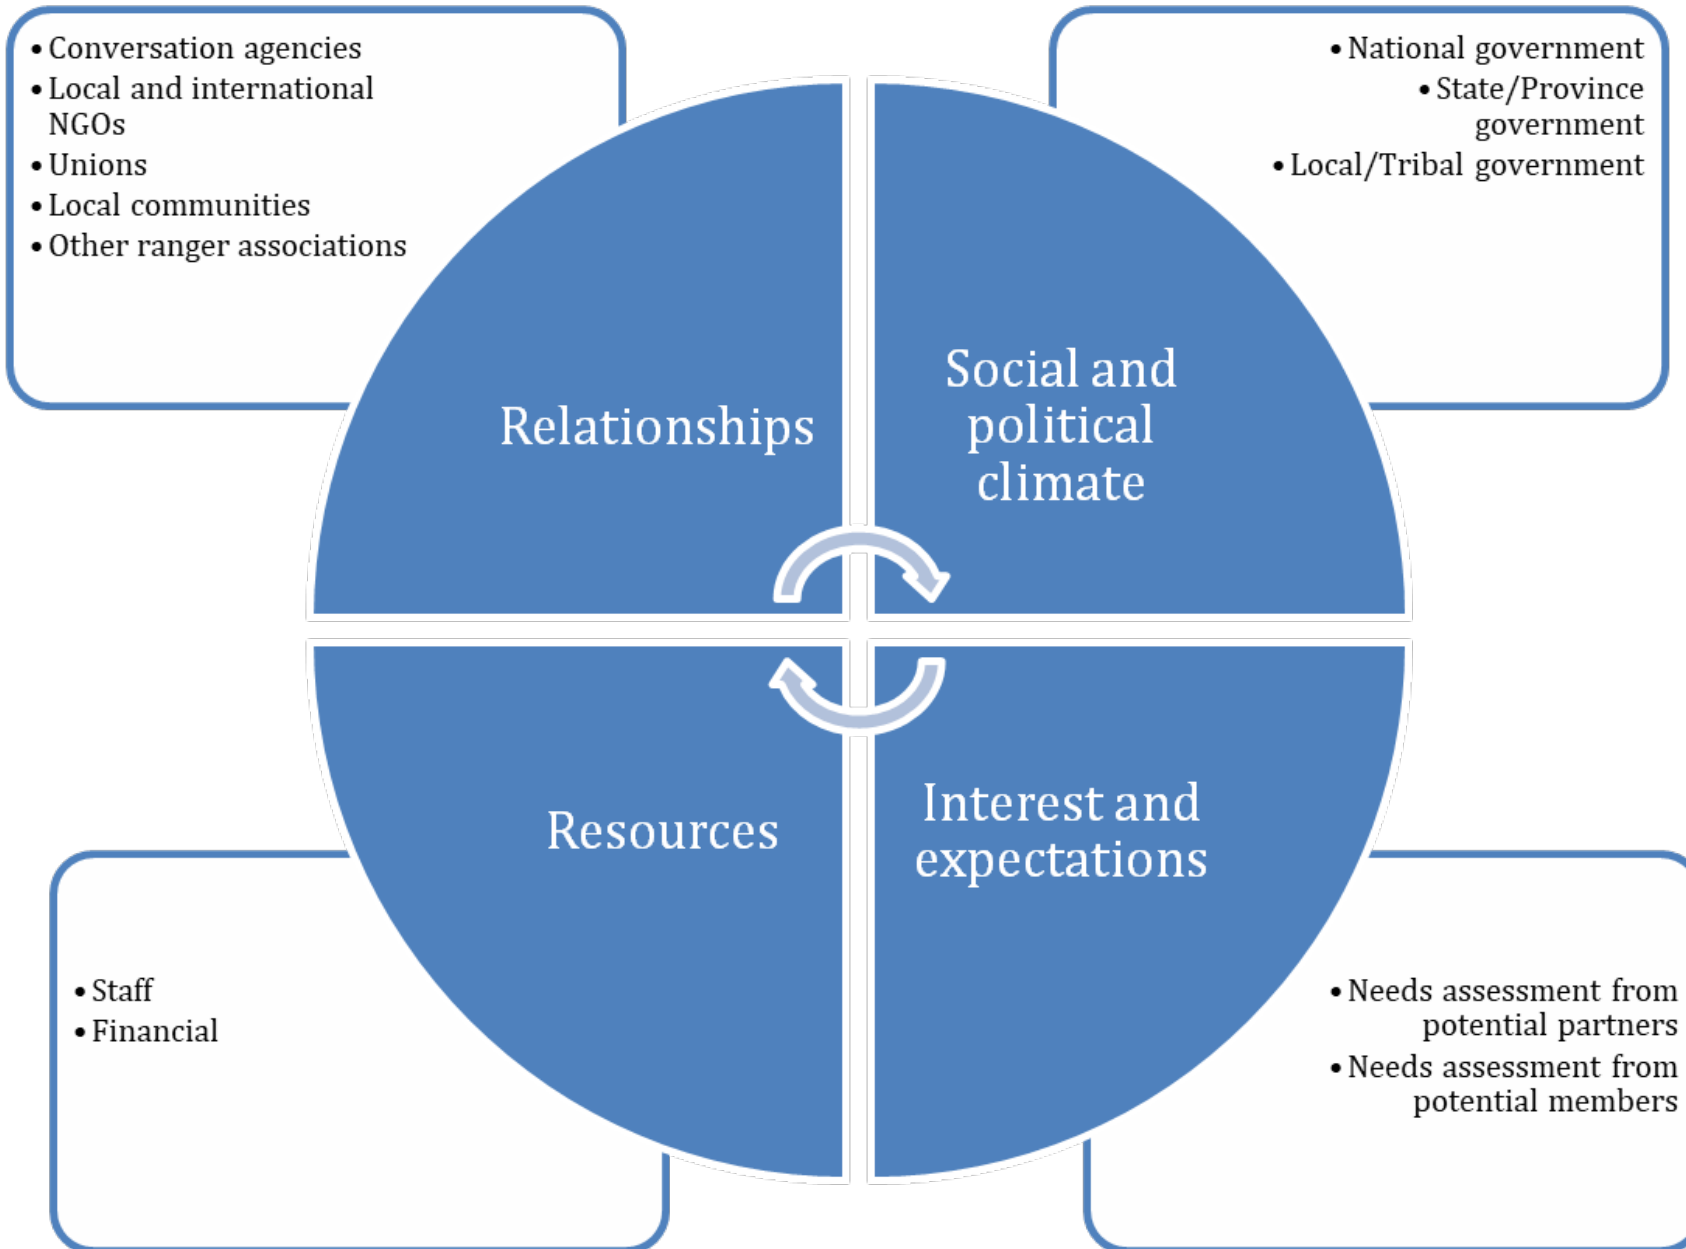 • Conversation agencies
• Local and international
NGOs
• Unions
• Local communities
• Other ranger associations
• National government
• State/Province
government
• Local/Tribal government
Relationships
Social and
political
climate
Resources
Interest and
expectations
• Staff
• Financial
• Needs assessment from
potential partners
• Needs assessment from
potential members